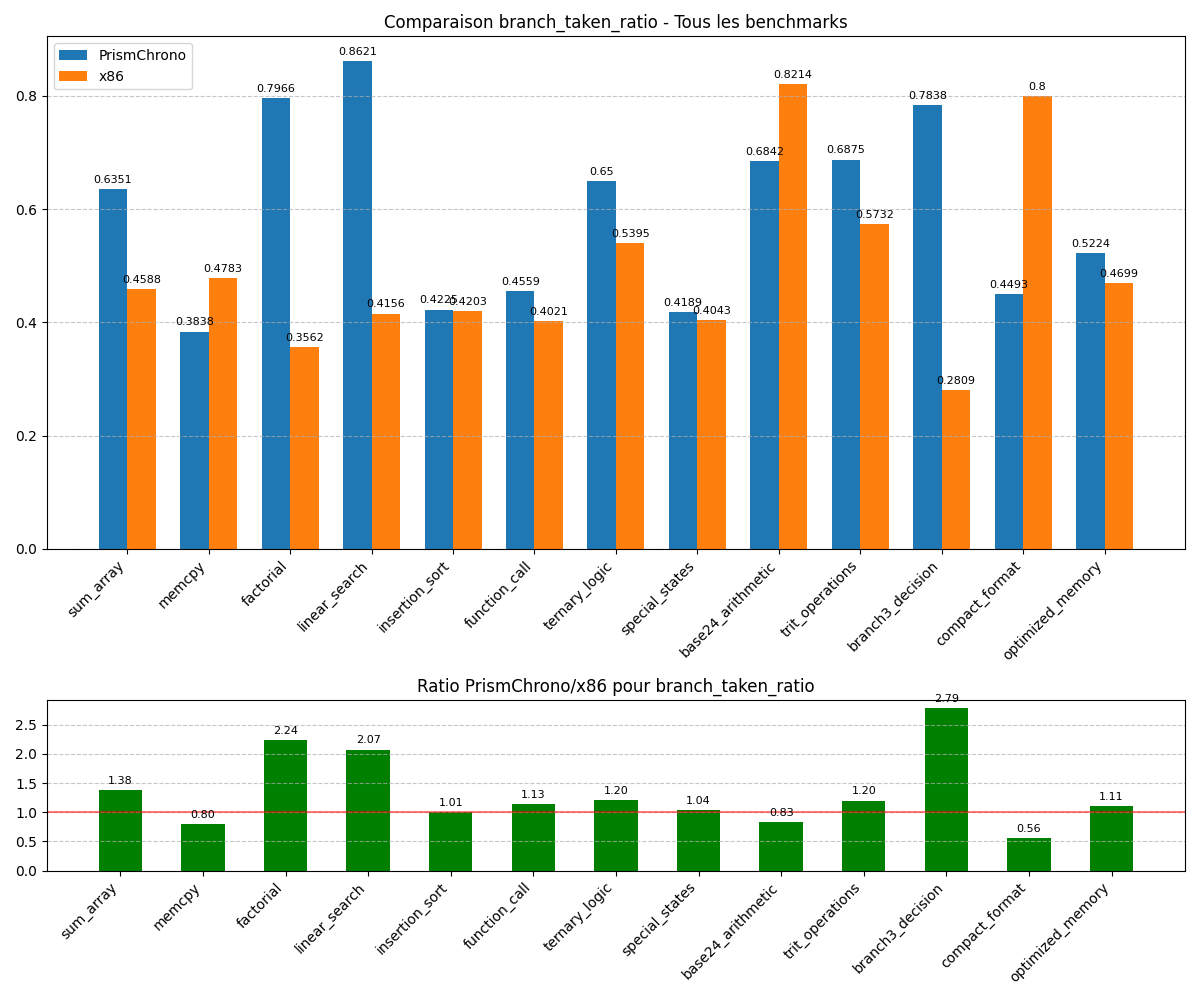 Comparaison branch_taken_ratio - Tous les benchmarks
PrismChrono
x86
0.8
0.6
0.4
0.2
0.0
0.6351
0.4588
0.3838
0.4783
0.7966
0.3562
0.8621
0.4156
0.4225
0.4203
0.4559
0.4021
0.65
0.5395
0.4189
0.4043
0.6842
0.8214
0.6875
0.5732
0.7838
0.2809
0.4493
0.8
0.5224
0.4699
sum_array
memcpy
factorial
linear_search
insertion_sort
function_call
ternary_logic
special_states
base24_arithmetic
trit_operations
branch3_decision
compact_format
optimized_memory
Ratio PrismChrono/x86 pour branch_taken_ratio
2.5
2.0
1.5
1.0
0.5
0.0
1.38
0.80
2.24
2.07
1.01
1.13
1.20
1.04
0.83
1.20
2.79
0.56
1.11
sum_array
memcpy
factorial
linear_search
insertion_sort
function_call
ternary_logic
special_states
base24_arithmetic
trit_operations
branch3_decision
compact_format
optimized_memory